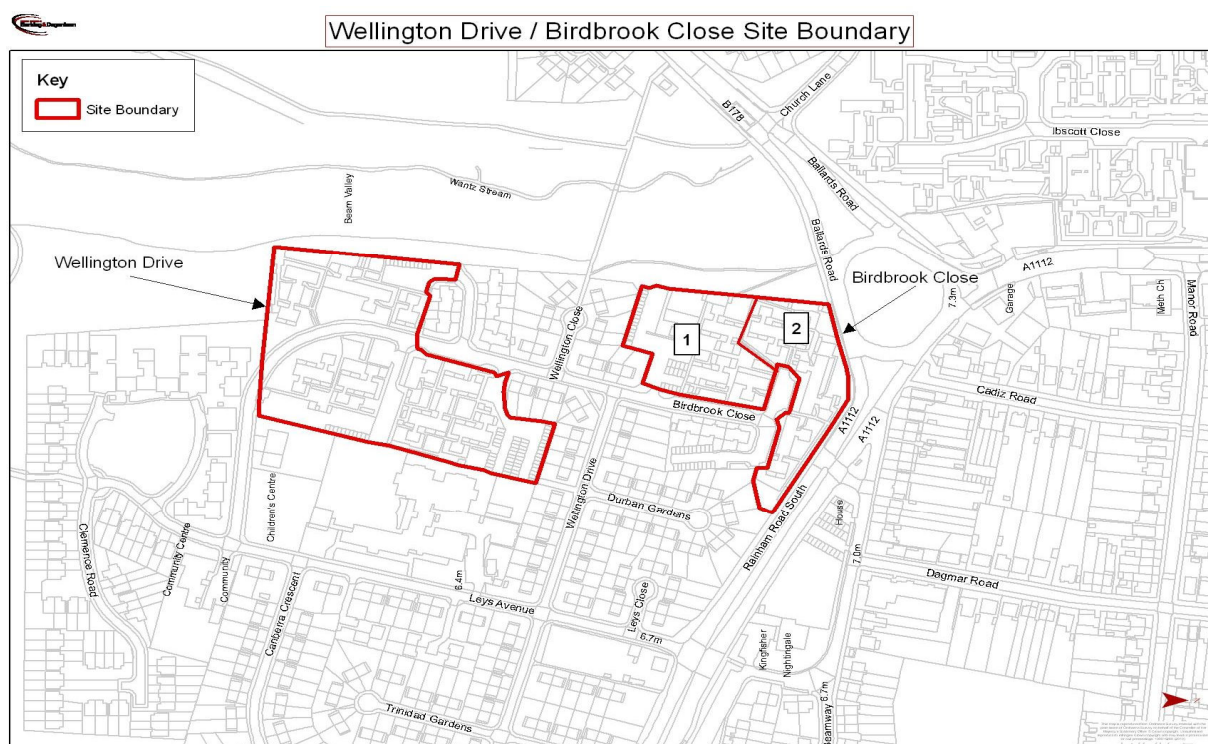 Wellington Drive / Birdbrook Close Site Boundary
Key
Site Boundary
B178
Church Lane
Ibscott Close
Ballards Road
Wantz Stream
Beam Valley
Ballards Road
Wellington Drive
Birdbrook Close
A1112
7.3m
Garage
Meth Ch
Manor Road
1
2
Wellington Close
Birdbrook Close
A1112
A1112
Cadiz Road
Wellington Drive
Durban Gardens
Rainham Road South
House
7.0m
Children's Centre
Community Centre
Community
Clemence Road
Canberra Crescent
6.4m
Leys Avenue
Leys Close
6.7m
Dagmar Road
Kingfisher
Nightingale
Trinidad Gardens
Beamway
6.7m